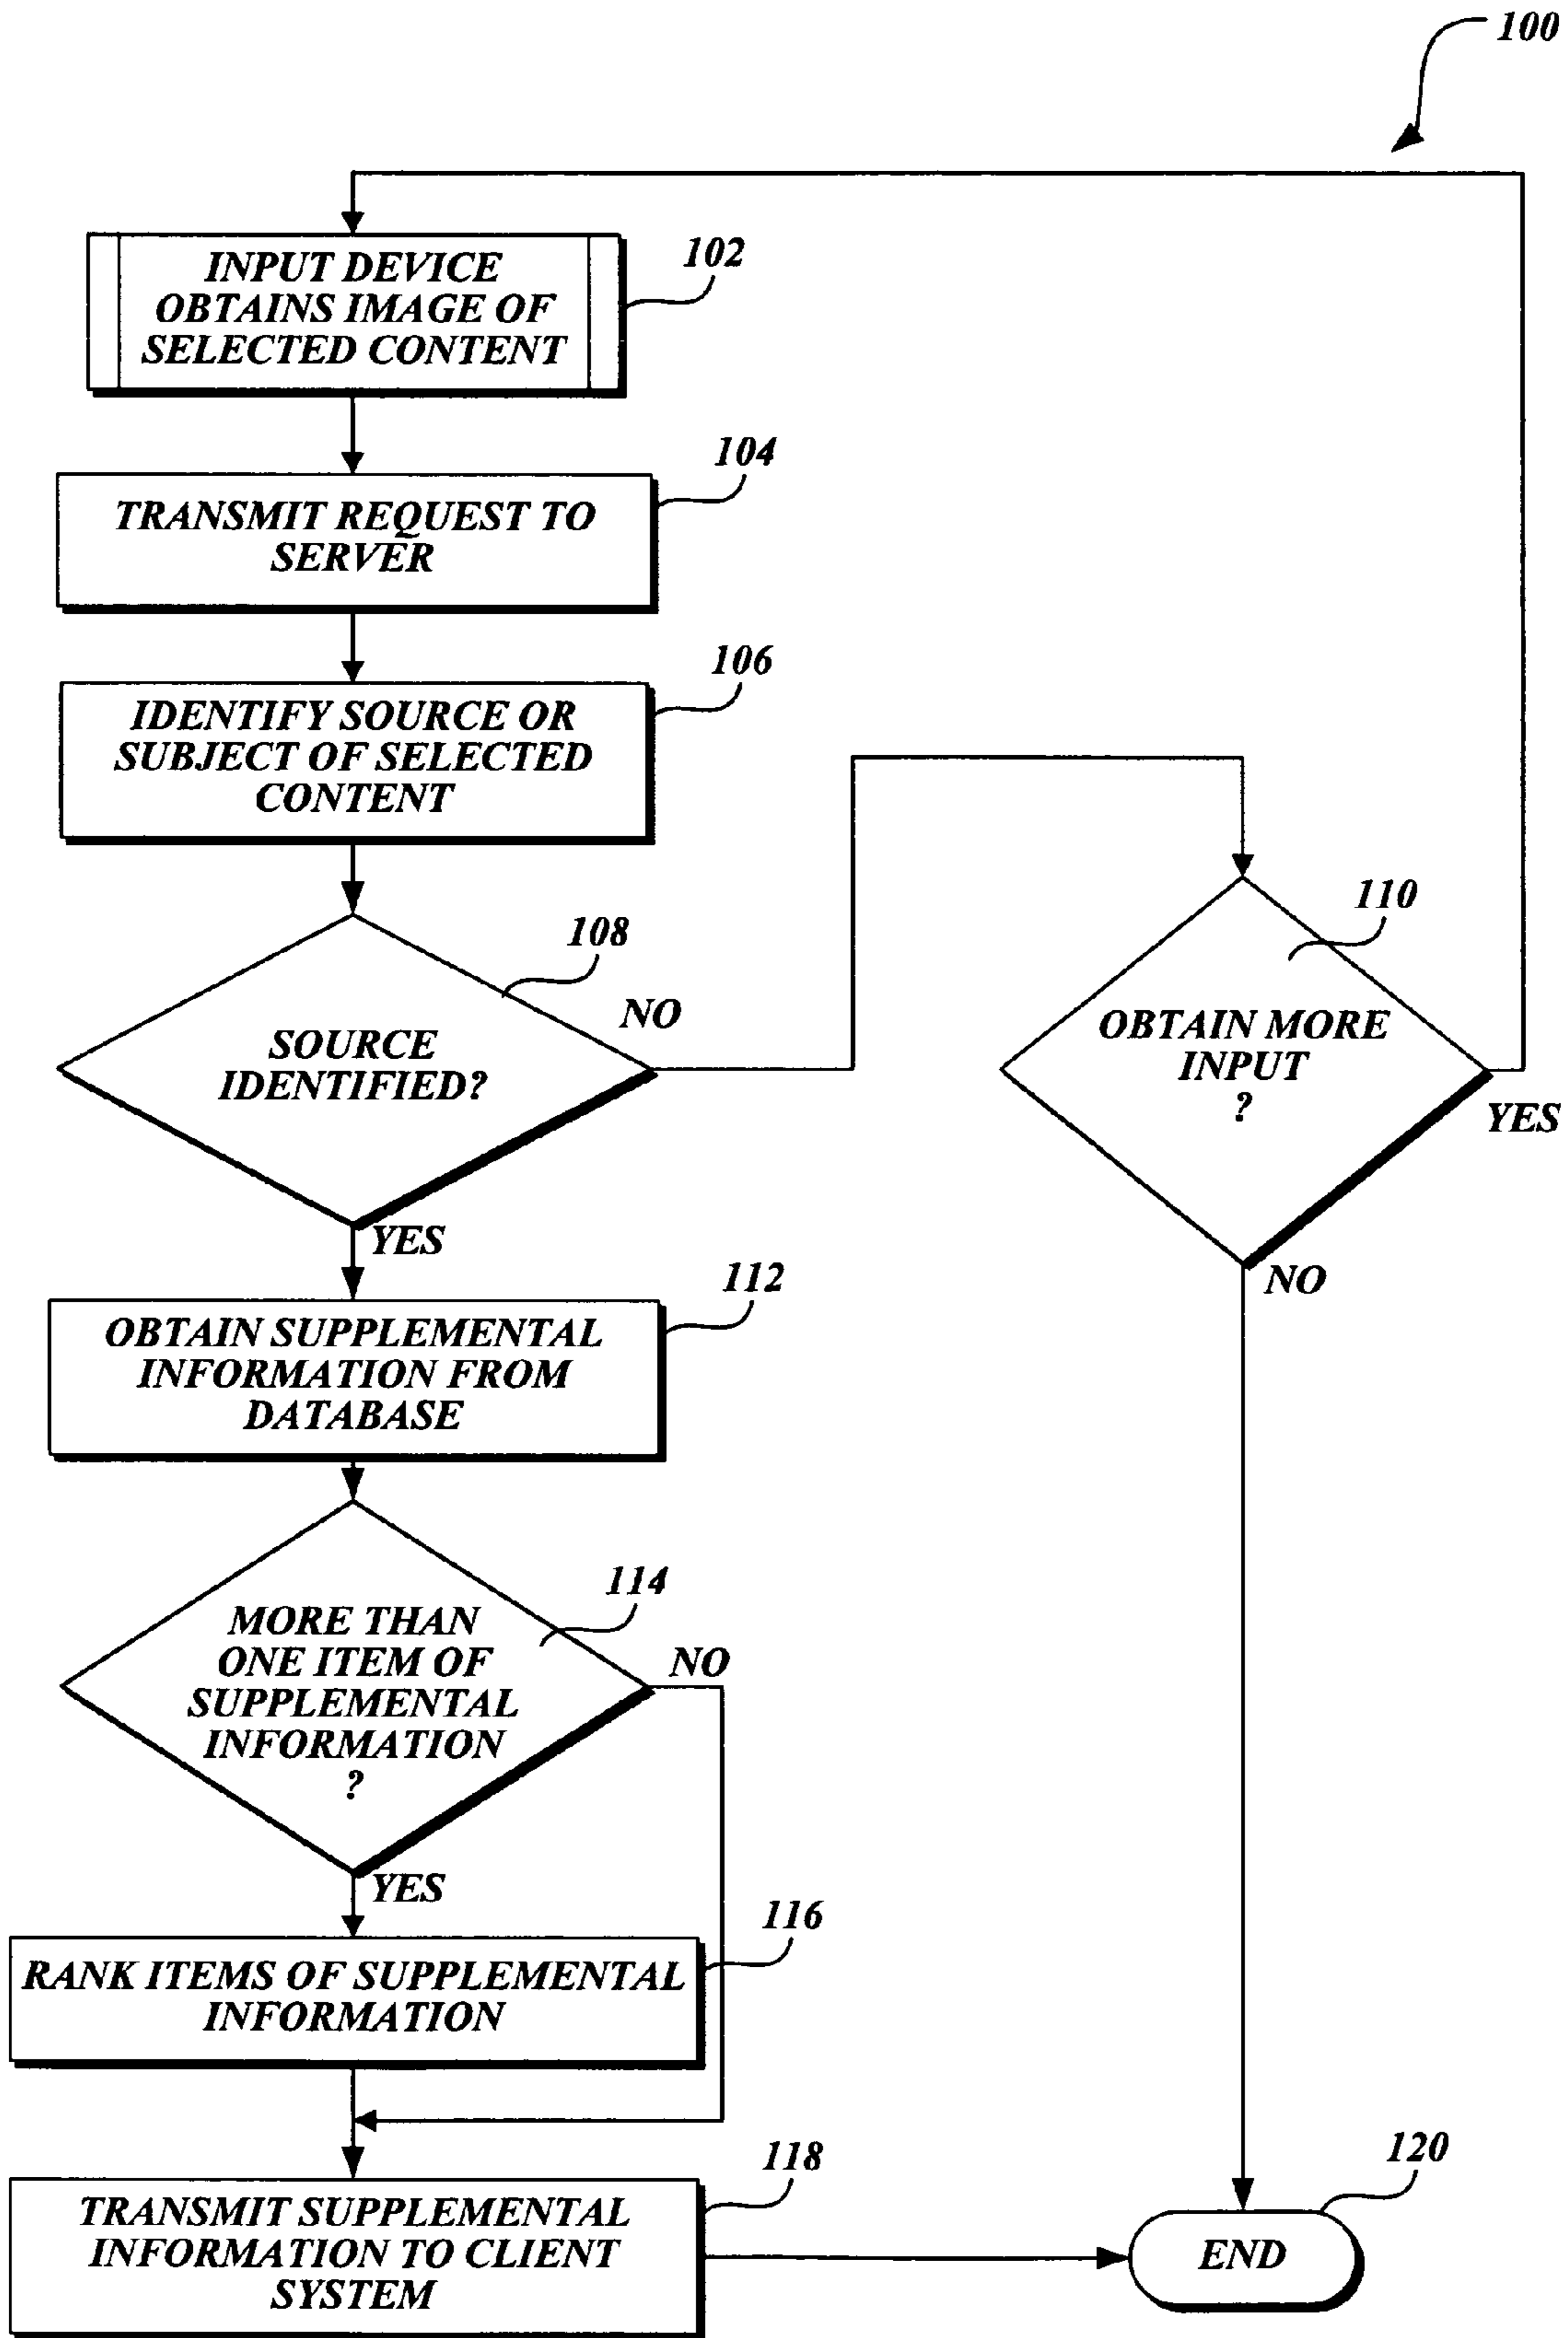 100
INPUT DEVICE
OBTAINS IMAGE OF
SELECTED CONTENT
102
TRANSMIT REQUEST TO
SERVER
104
IDENTIFY SOURCE OR
SUBJECT OF SELECTED
CONTENT
106
SOURCE
IDENTIFIED?
108
NO
YES
OBTAIN MORE
INPUT
?
110
YES
NO
OBTAIN SUPPLEMENTAL
INFORMATION FROM
DATABASE
112
MORE THAN
ONE ITEM OF
SUPPLEMENTAL
INFORMATION
?
114
NO
YES
RANK ITEMS OF SUPPLEMENTAL
INFORMATION
116
TRANSMIT SUPPLEMENTAL
INFORMATION TO CLIENT
SYSTEM
118
END
120